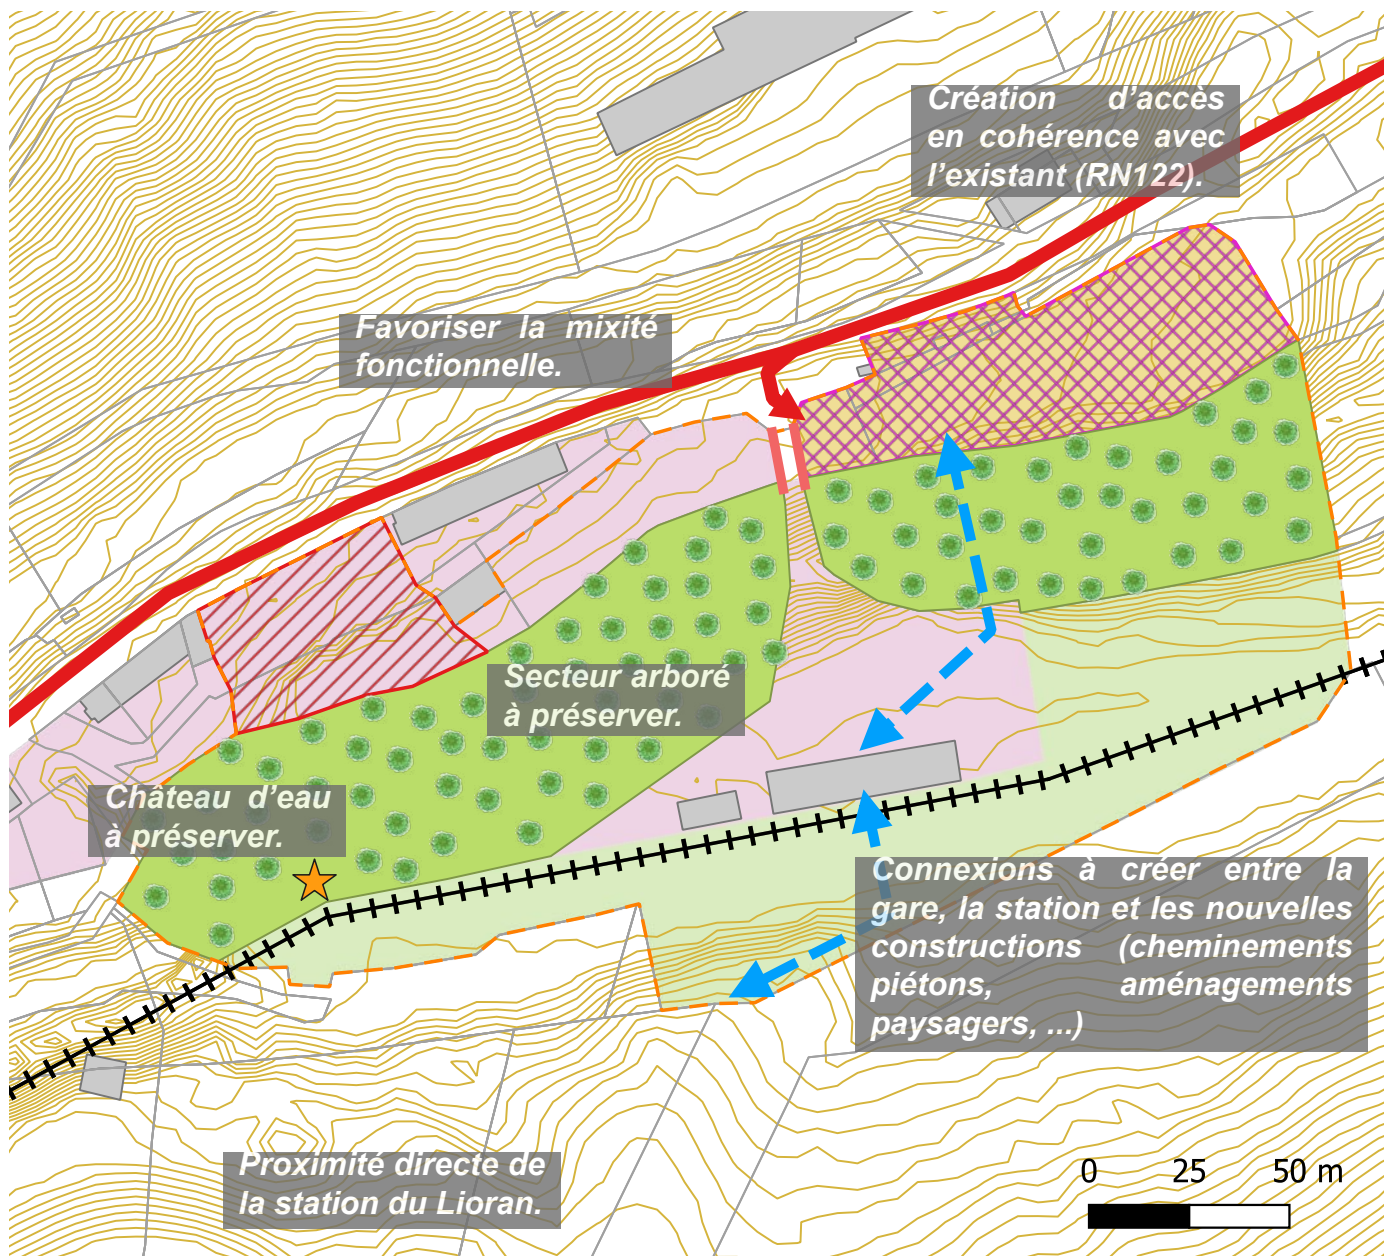 Création d’accès
en cohérence avec
l’existant (RN122).
Favoriser la mixité
fonctionnelle.
Secteur arboré
à préserver.
Château d’eau
à préserver.
Connexions à créer entre la
gare, la station et les nouvelles
constructions (cheminements
piétons, aménagements
paysagers, ...)
Proximité directe de
la station du Lioran.
0 25 50 m